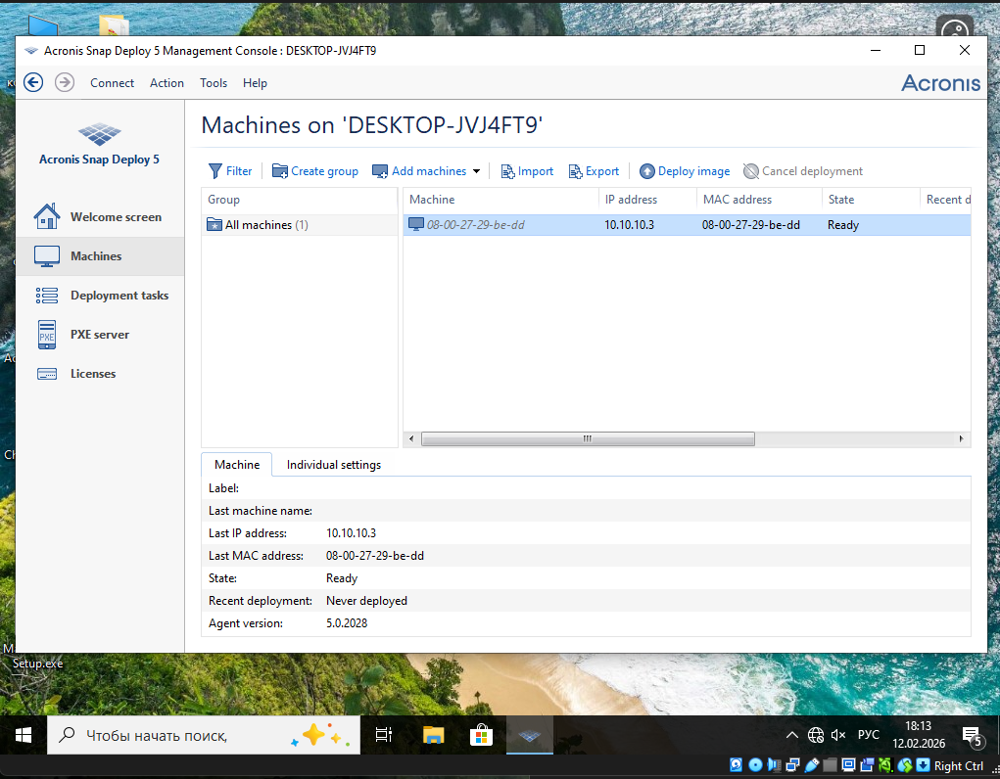 Acronis Snap Deploy 5 Management Console : DESKTOP-JVJ4FT9
Connect Action Tools Help
Acronis
Acronis Snap Deploy 5
Welcome screen
Machines
Deployment tasks
PXE
PXE server
Licenses
Machines on 'DESKTOP-JVJ4FT9'
Filter Create group Add machines Import Export Deploy image Cancel deployment
Group
All machines (1)
Machine IP address MAC address State Recent d
08-00-27-29-be-dd 10.10.10.3 08-00-27-29-be-dd Ready
Machine Individual settings
Label:
Last machine name:
Last IP address: 10.10.10.3
Last MAC address: 08-00-27-29-be-dd
State: Ready
Recent deployment: Never deployed
Agent version: 5.0.2028
Setup.exe
Чтобы начать поиск,
РУС
18:13
12.02.2026
5
Right Ctrl